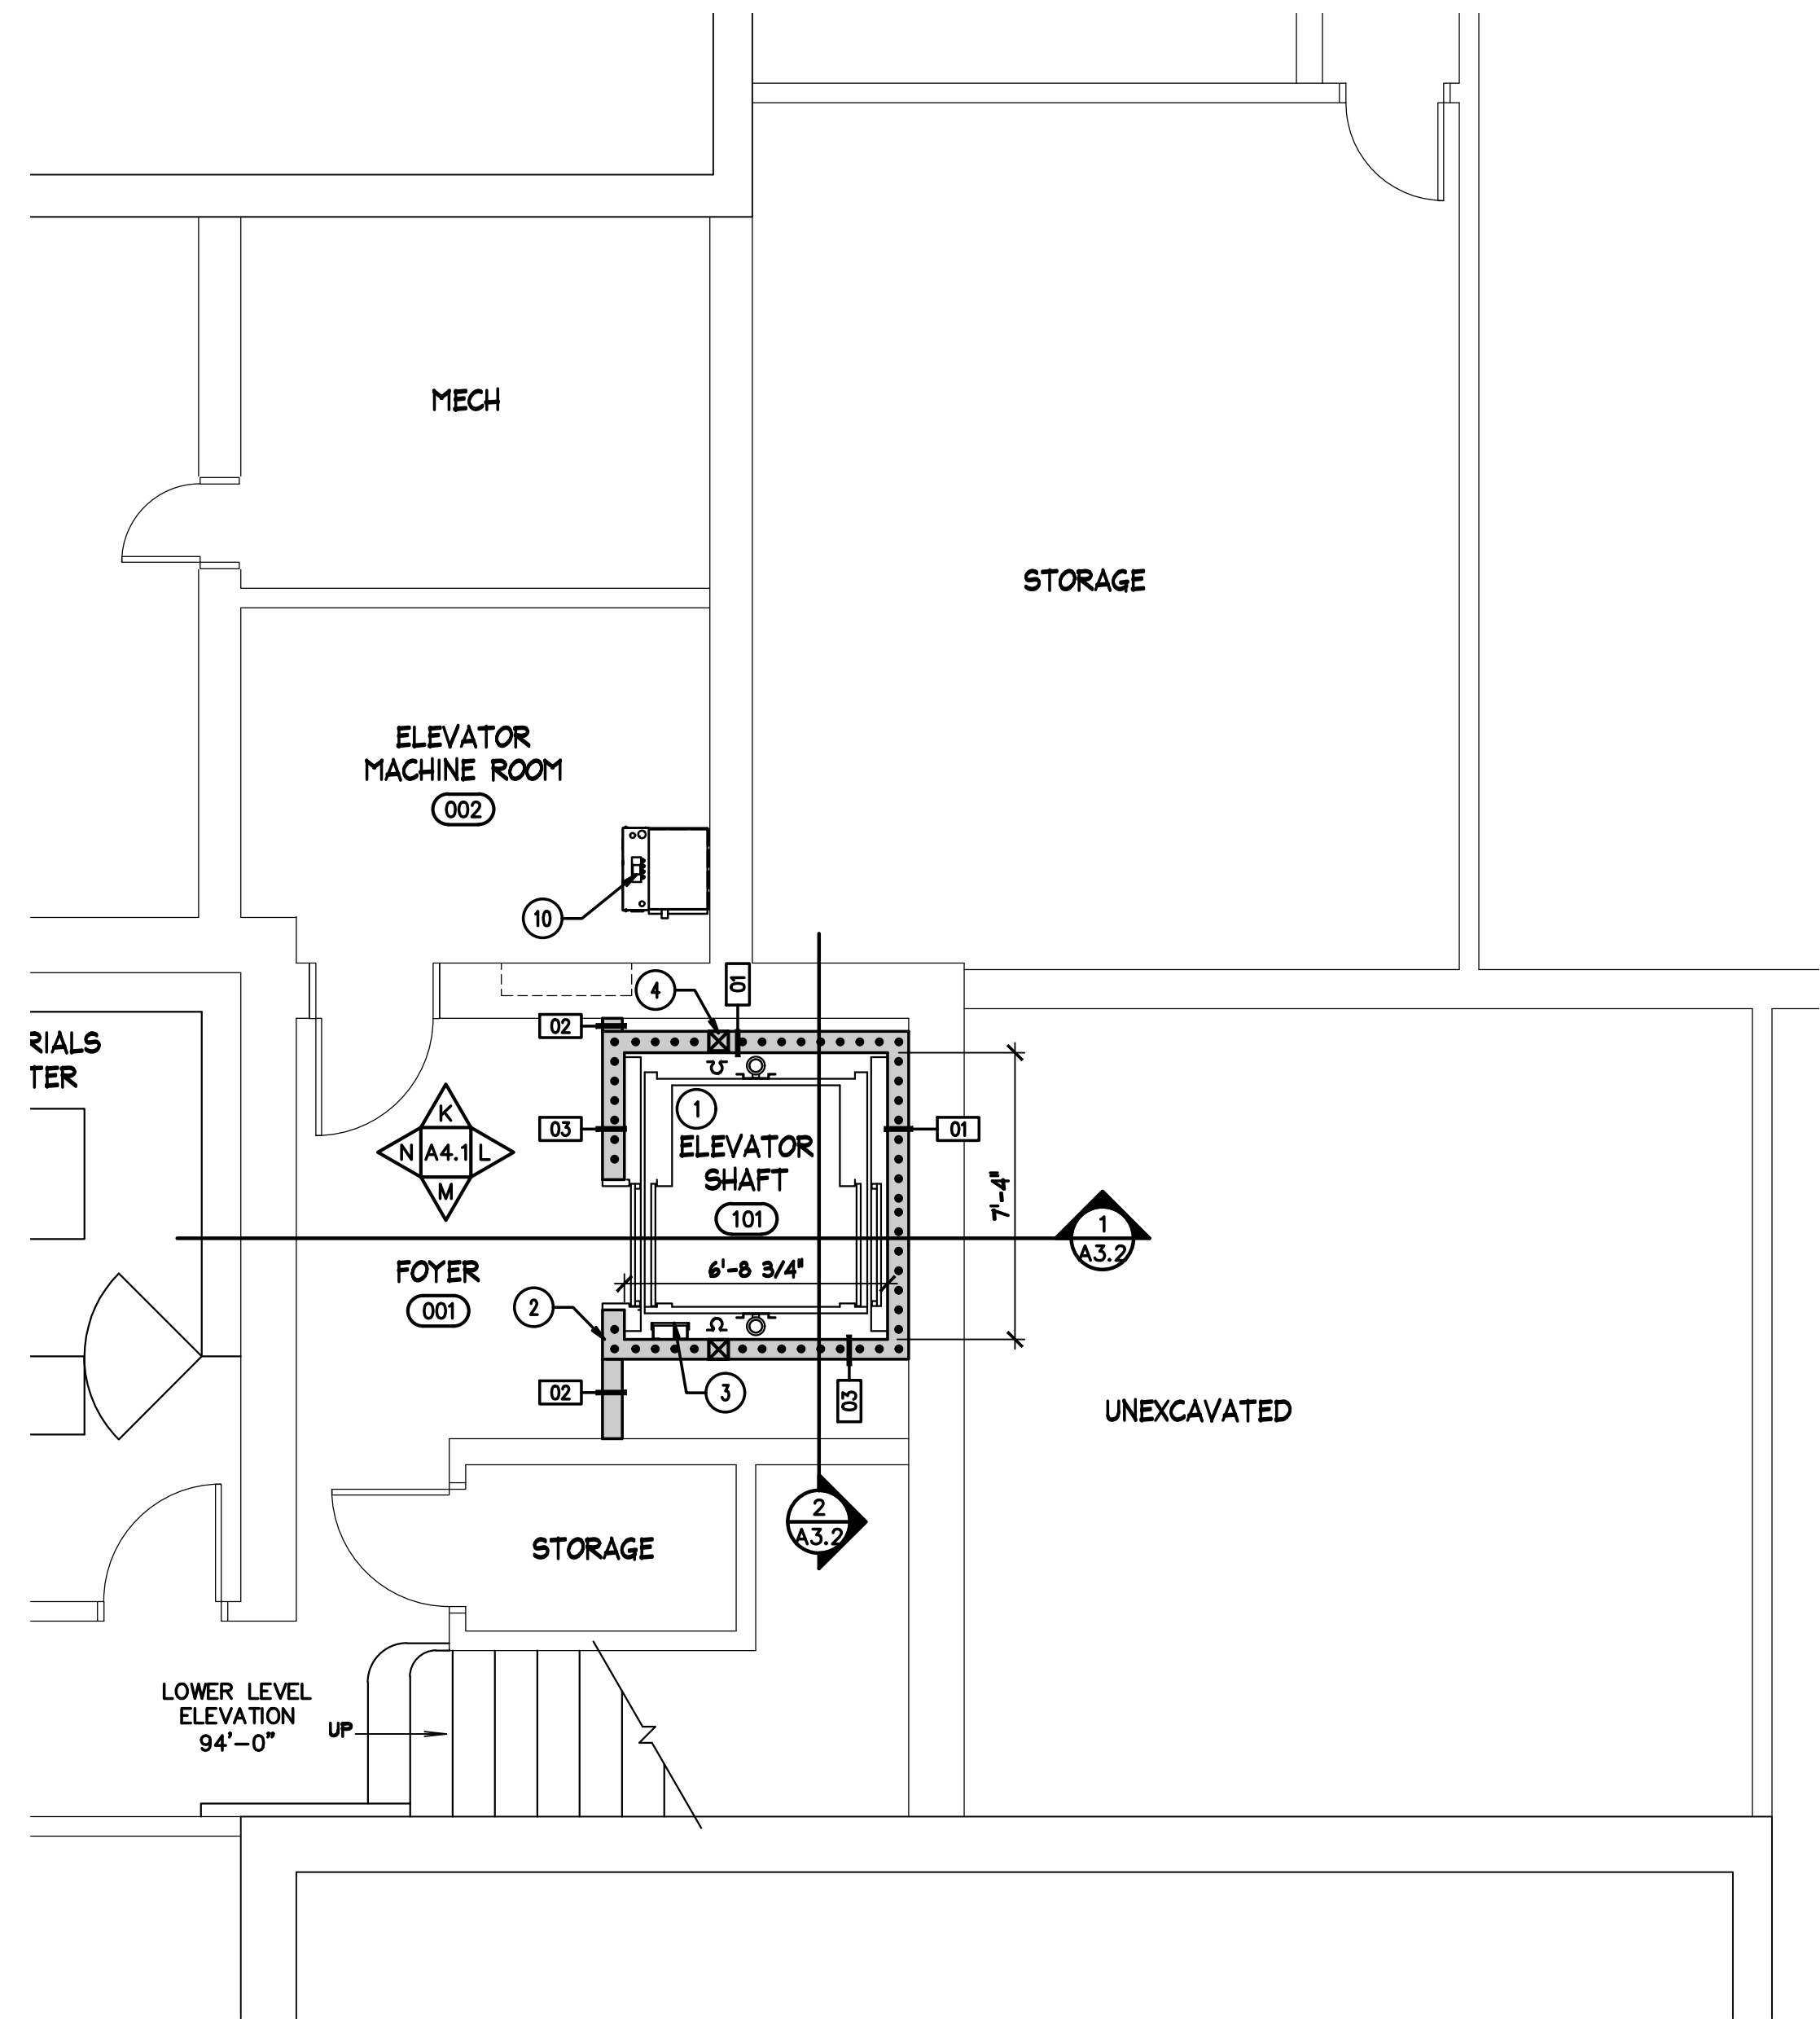 MECH
STORAGE
ELEVATOR
MACHINE ROOM
002
10
4
01
02
RIALS
TER
K
N A4.1 L
M
03
1
ELEVATOR
SHAFT
101
01
7'-4"
1
A3.2
6'-8 3/4"
FOYER
001
2
02
3
03
UNEXCAVATED
2
A3.2
STORAGE
LOWER LEVEL
ELEVATION
94'-0"
UP